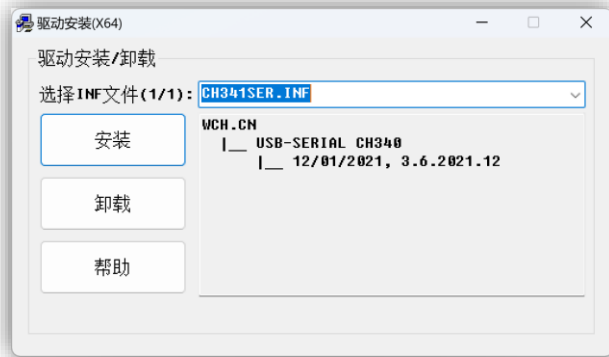 驱动安装(X64)
驱动安装/卸载
选择INF文件(1/1): CH341SER.INF
安装
卸载
帮助
WCH.CN
|__ USB-SERIAL CH340
|__ 12/01/2021, 3.6.2021.12